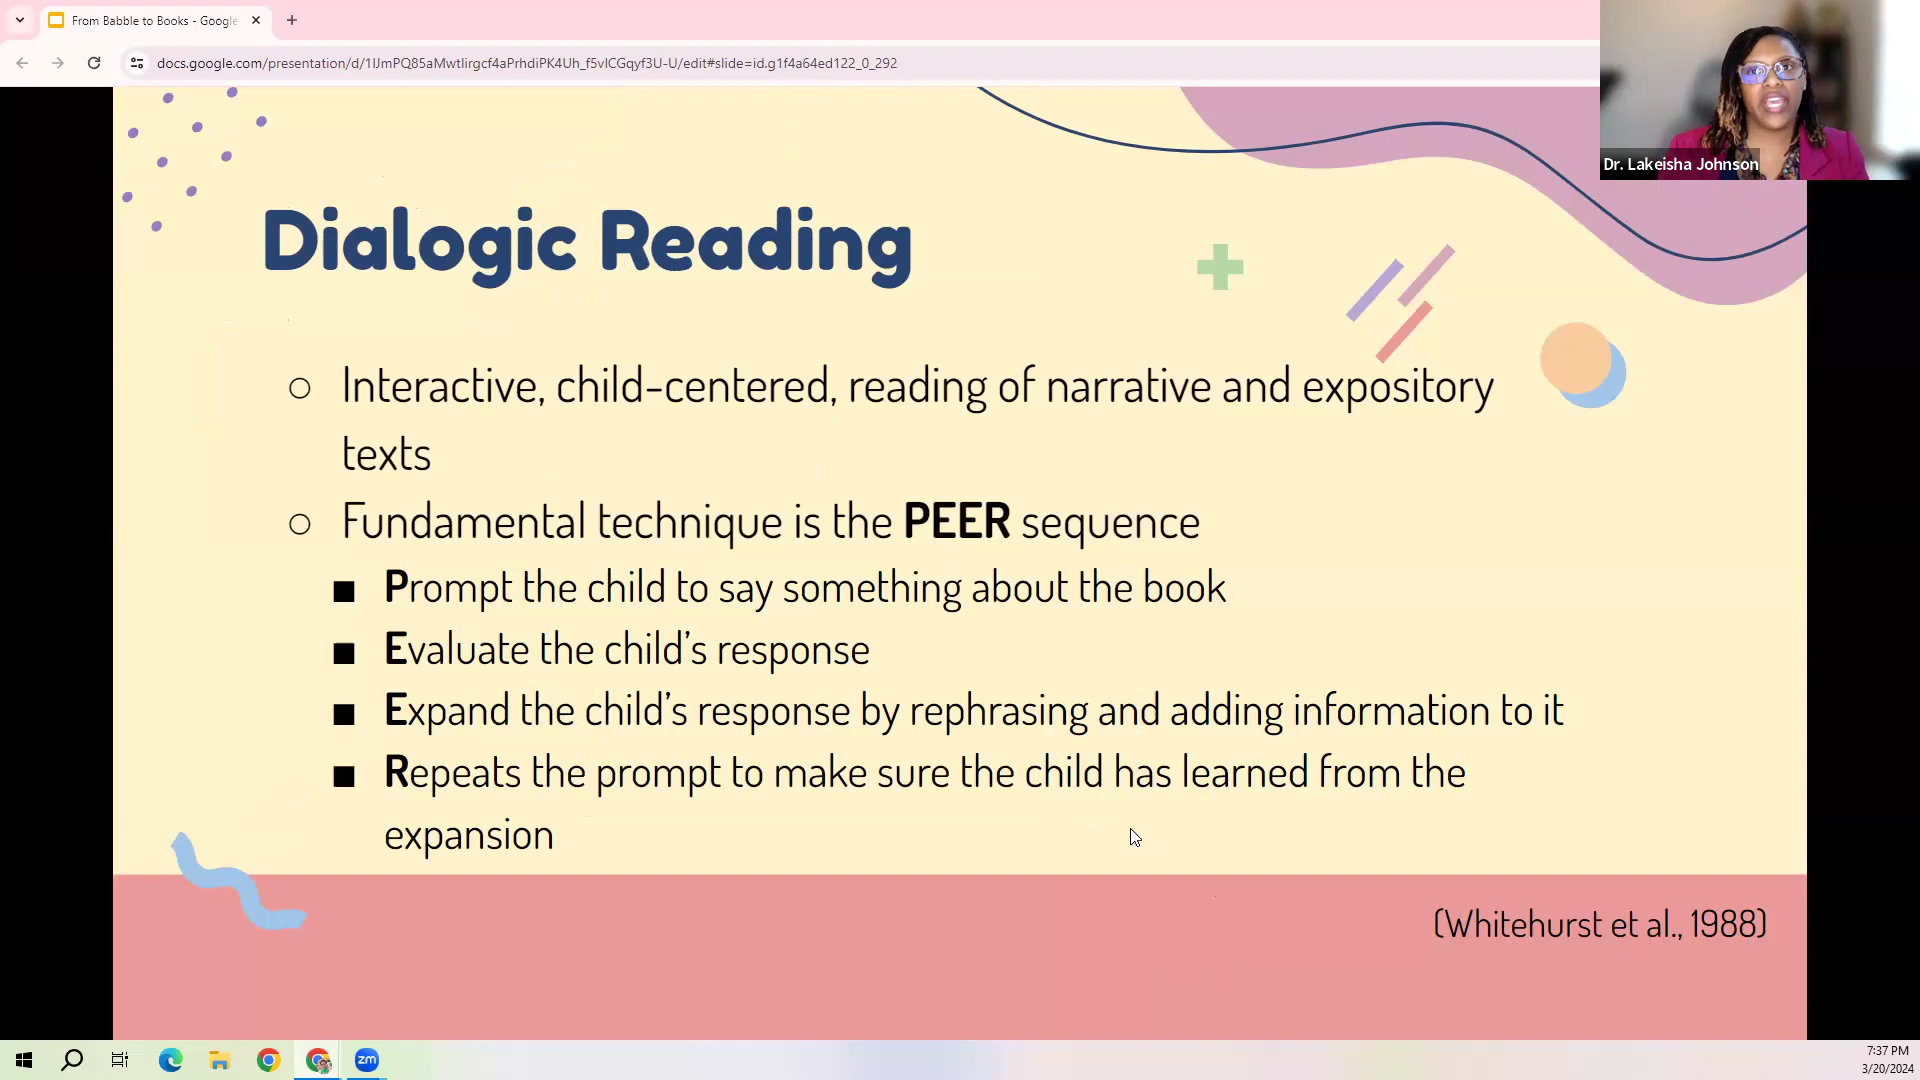 From Babble to Books - Google
docs.google.com/presentation/d/1IJmPQ85aMwtlirgcf4aPrhdiPK4Uh_f5vlCGqyf3U-U/edit#slide=id.g1f4a64ed122_0_292
Dr. Lakeisha Johnson
Dialogic Reading
Interactive, child-centered, reading of narrative and expository
texts
Fundamental technique is the PEER sequence
Prompt the child to say something about the book
Evaluate the child's response
Expand the child's response by rephrasing and adding information to it
Repeats the prompt to make sure the child has learned from the
expansion
(Whitehurst et al., 1988)
zm
7:37 PM
3/20/2024